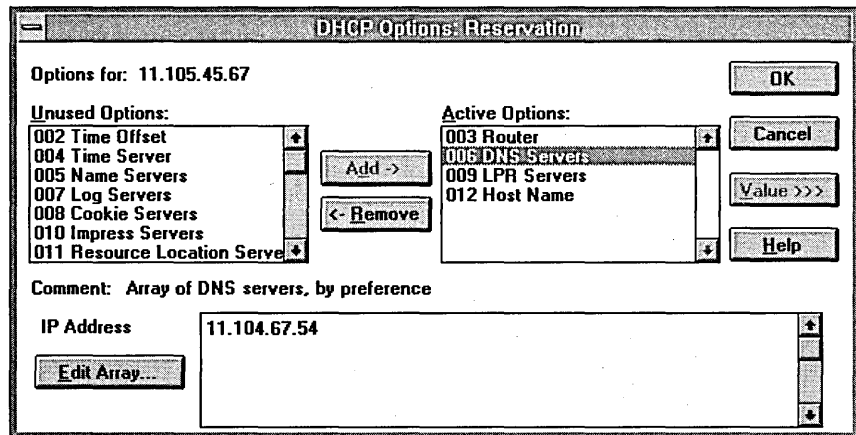 DHCP Options: Reservation
Options for: 11.105.45.67
OK
Unused Options:
002 Time Offset
004 Time Server
005 Name Servers
007 Log Servers
008 Cookie Servers
010 Impress Servers
011 Resource Location Serve
Add ->
<- Remove
Active Options:
003 Router
006 DNS Servers
009 LPR Servers
012 Host Name
Cancel
Value >>>
Help
Comment: Array of DNS servers, by preference
IP Address
11.104.67.54
Edit Array...